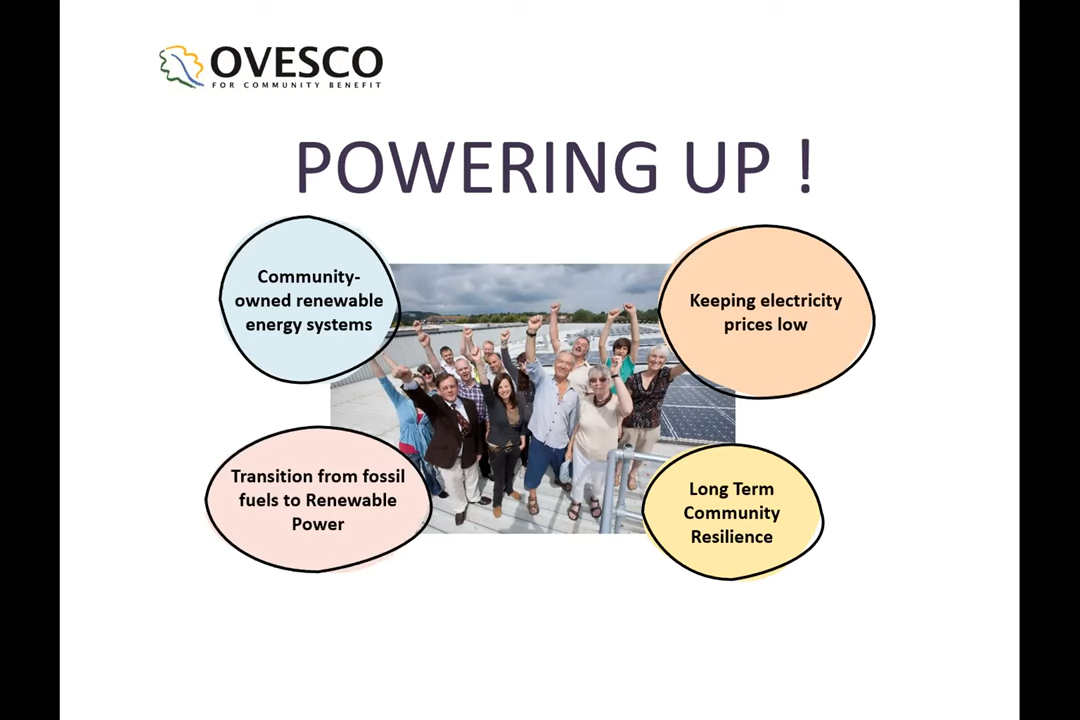 OVESCO
FOR COMMUNITY BENEFIT
POWERING UP !
Community-
owned renewable
energy systems
Keeping electricity
prices low
Transition from fossil
fuels to Renewable
Power
Long Term
Community
Resilience